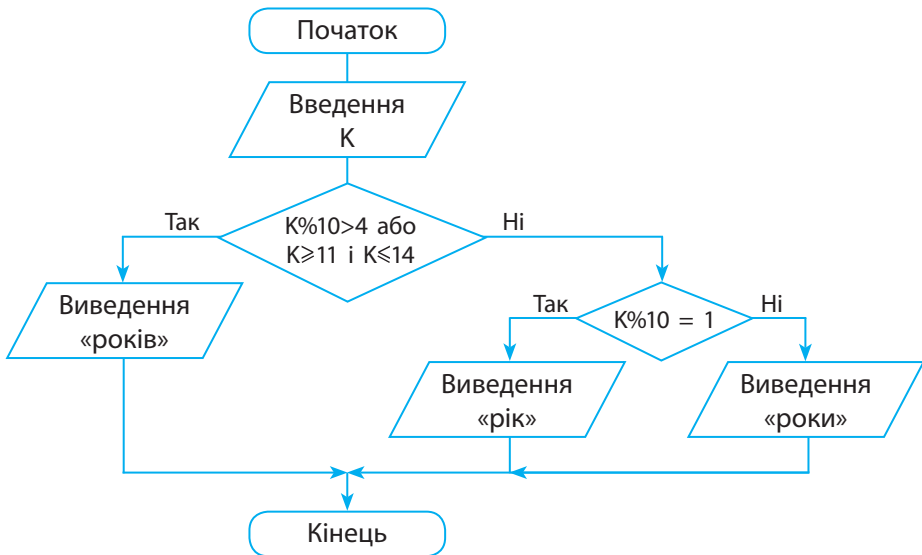 Початок
Введення
K
Так
K%10>4 або
K⩾11 і K⩽14
Ні
Виведення
«років»
Так
K%10 = 1
Ні
Виведення
«рік»
Виведення
«роки»
Кінець